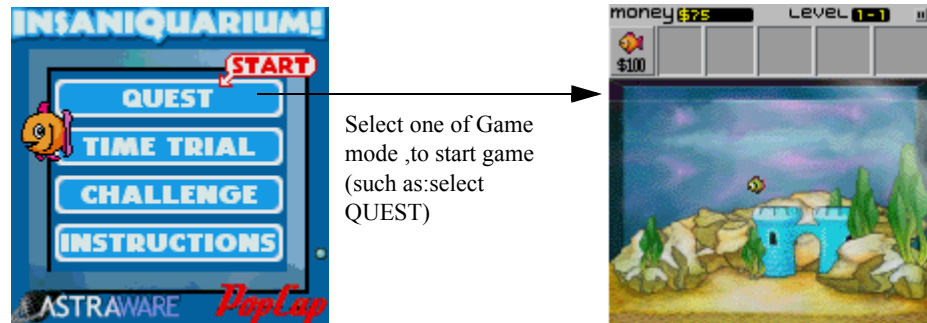 INSANIQUARIUM!
START
QUEST
TIME TRIAL
CHALLENGE
INSTRUCTIONS
ASTRAWARE
PopCap
Select one of Game
mode ,to start game
(such as:select
QUEST)
money $75
LEVEL 1-1
$100